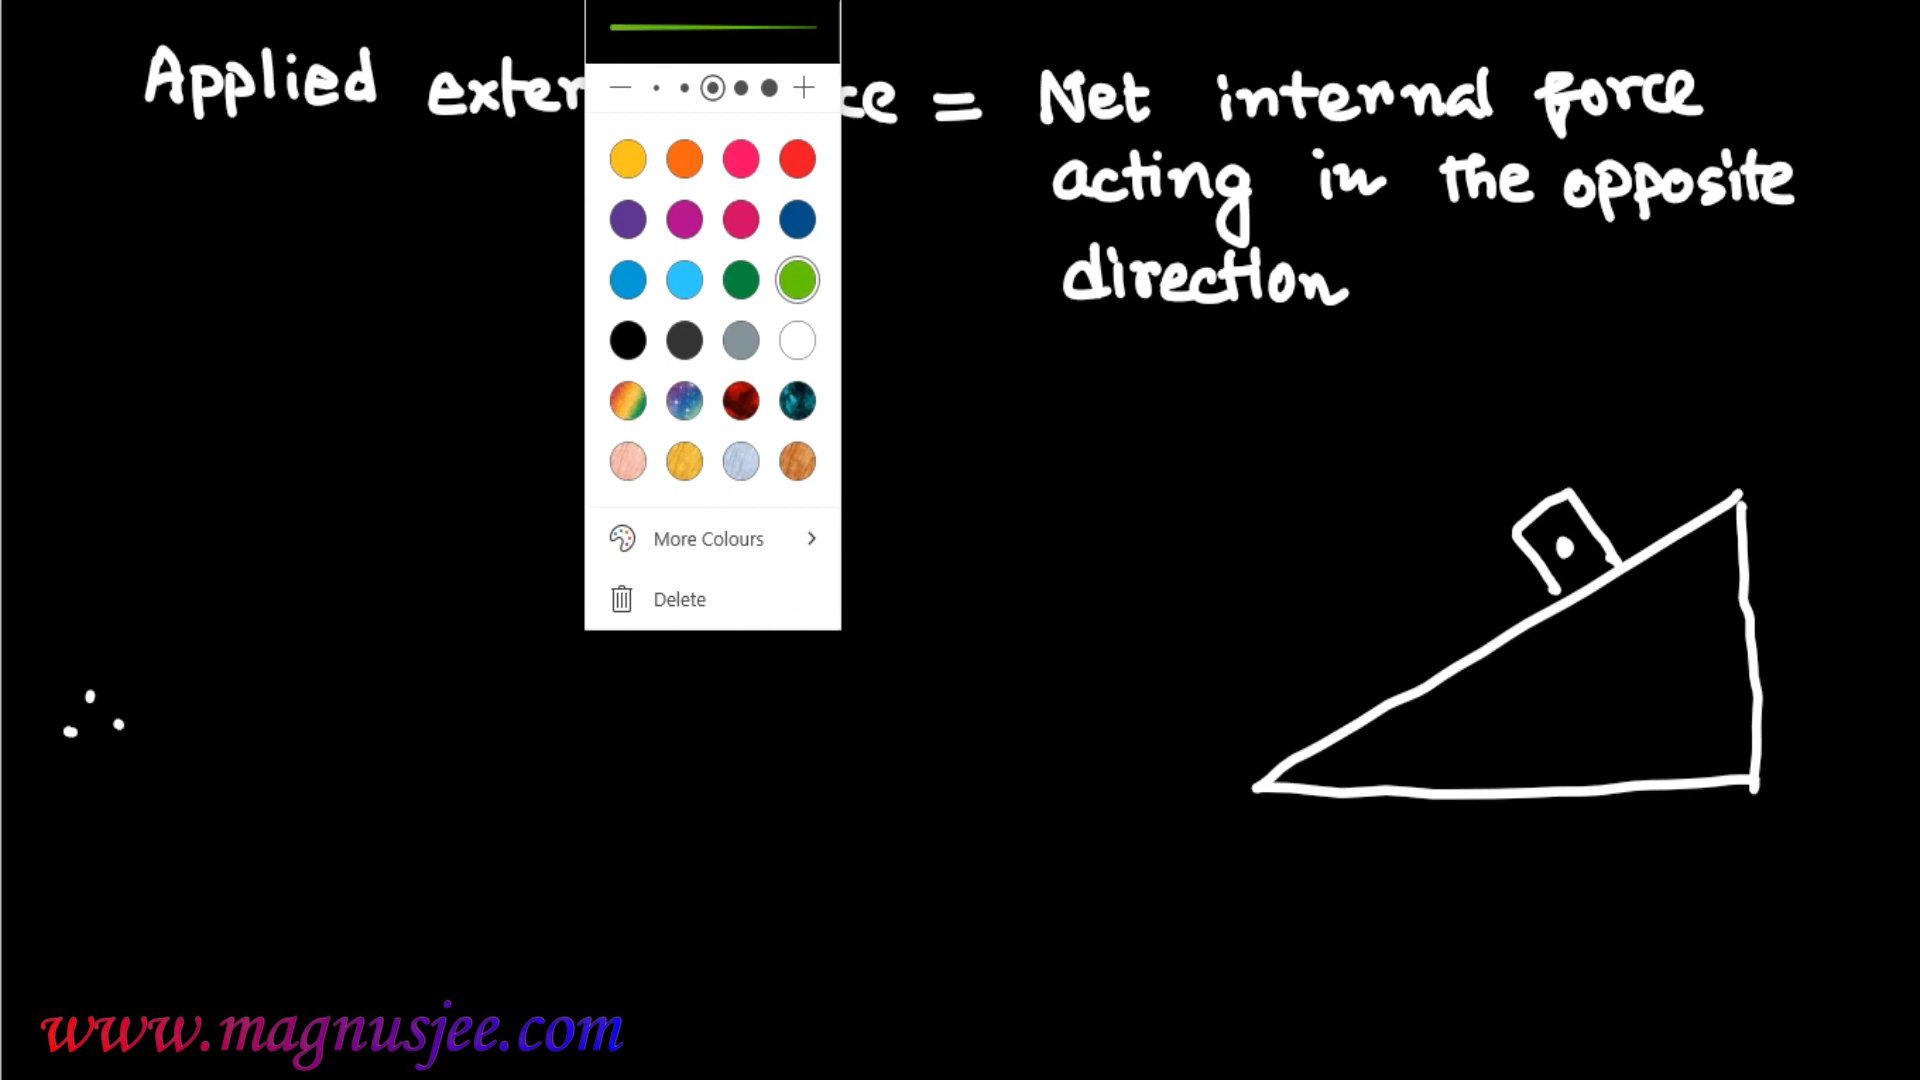 Applied exter ce = Net internal force
acting in the opposite
direction
More Colours
Delete
∴
www.magnusjee.com